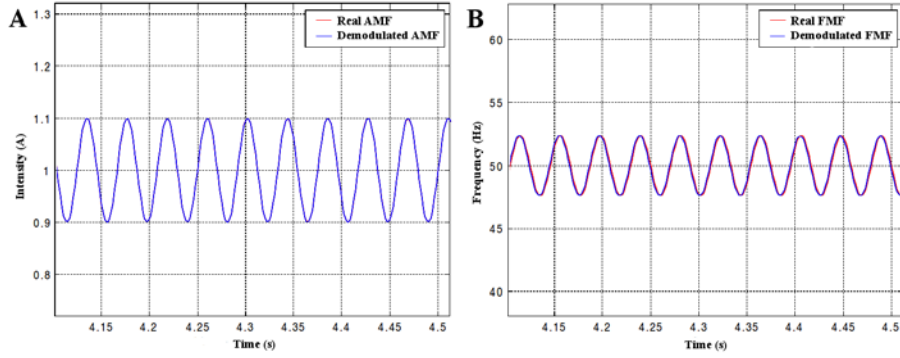 A
1.3
1.2
1.1
1
0.9
0.8
Intensity (A)
Real AMF
Demodulated AMF
4.15
4.2
4.25
4.3
4.35
4.4
4.45
4.5
Time (s)
B
60
55
50
45
40
Frequency (Hz)
Real FMF
Demodulated FMF
4.15
4.2
4.25
4.3
4.35
4.4
4.45
4.5
Time (s)